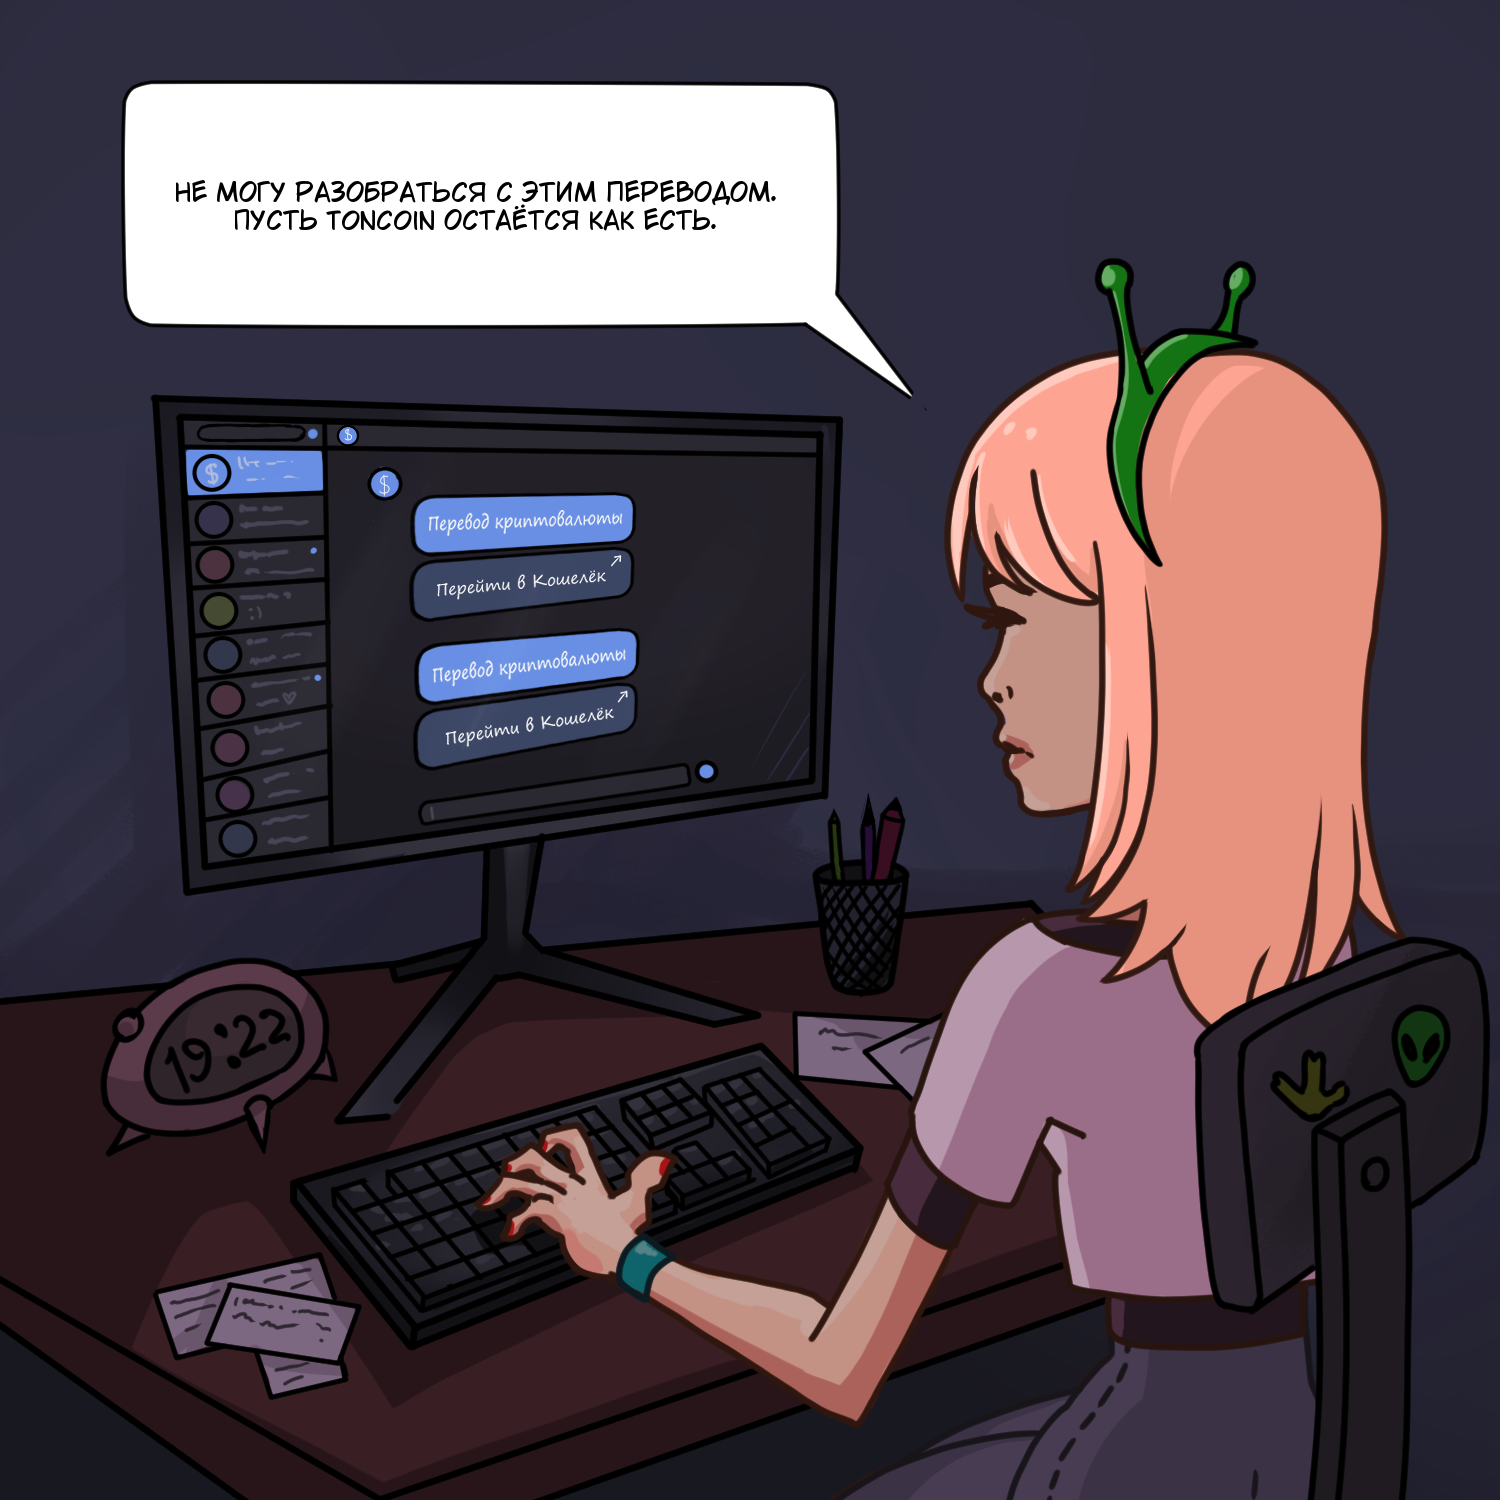 НЕ МОГУ РАЗОБРАТЬСЯ С ЭТИМ ПЕРЕВОДОМ.
ПУСТЬ TONCOIN ОСТАЁТСЯ КАК ЕСТЬ.
$
$
$
Перевод криптовалюты
Перейти в Кошелёк
Перевод криптовалюты
Перейти в Кошелёк
:)
19:22